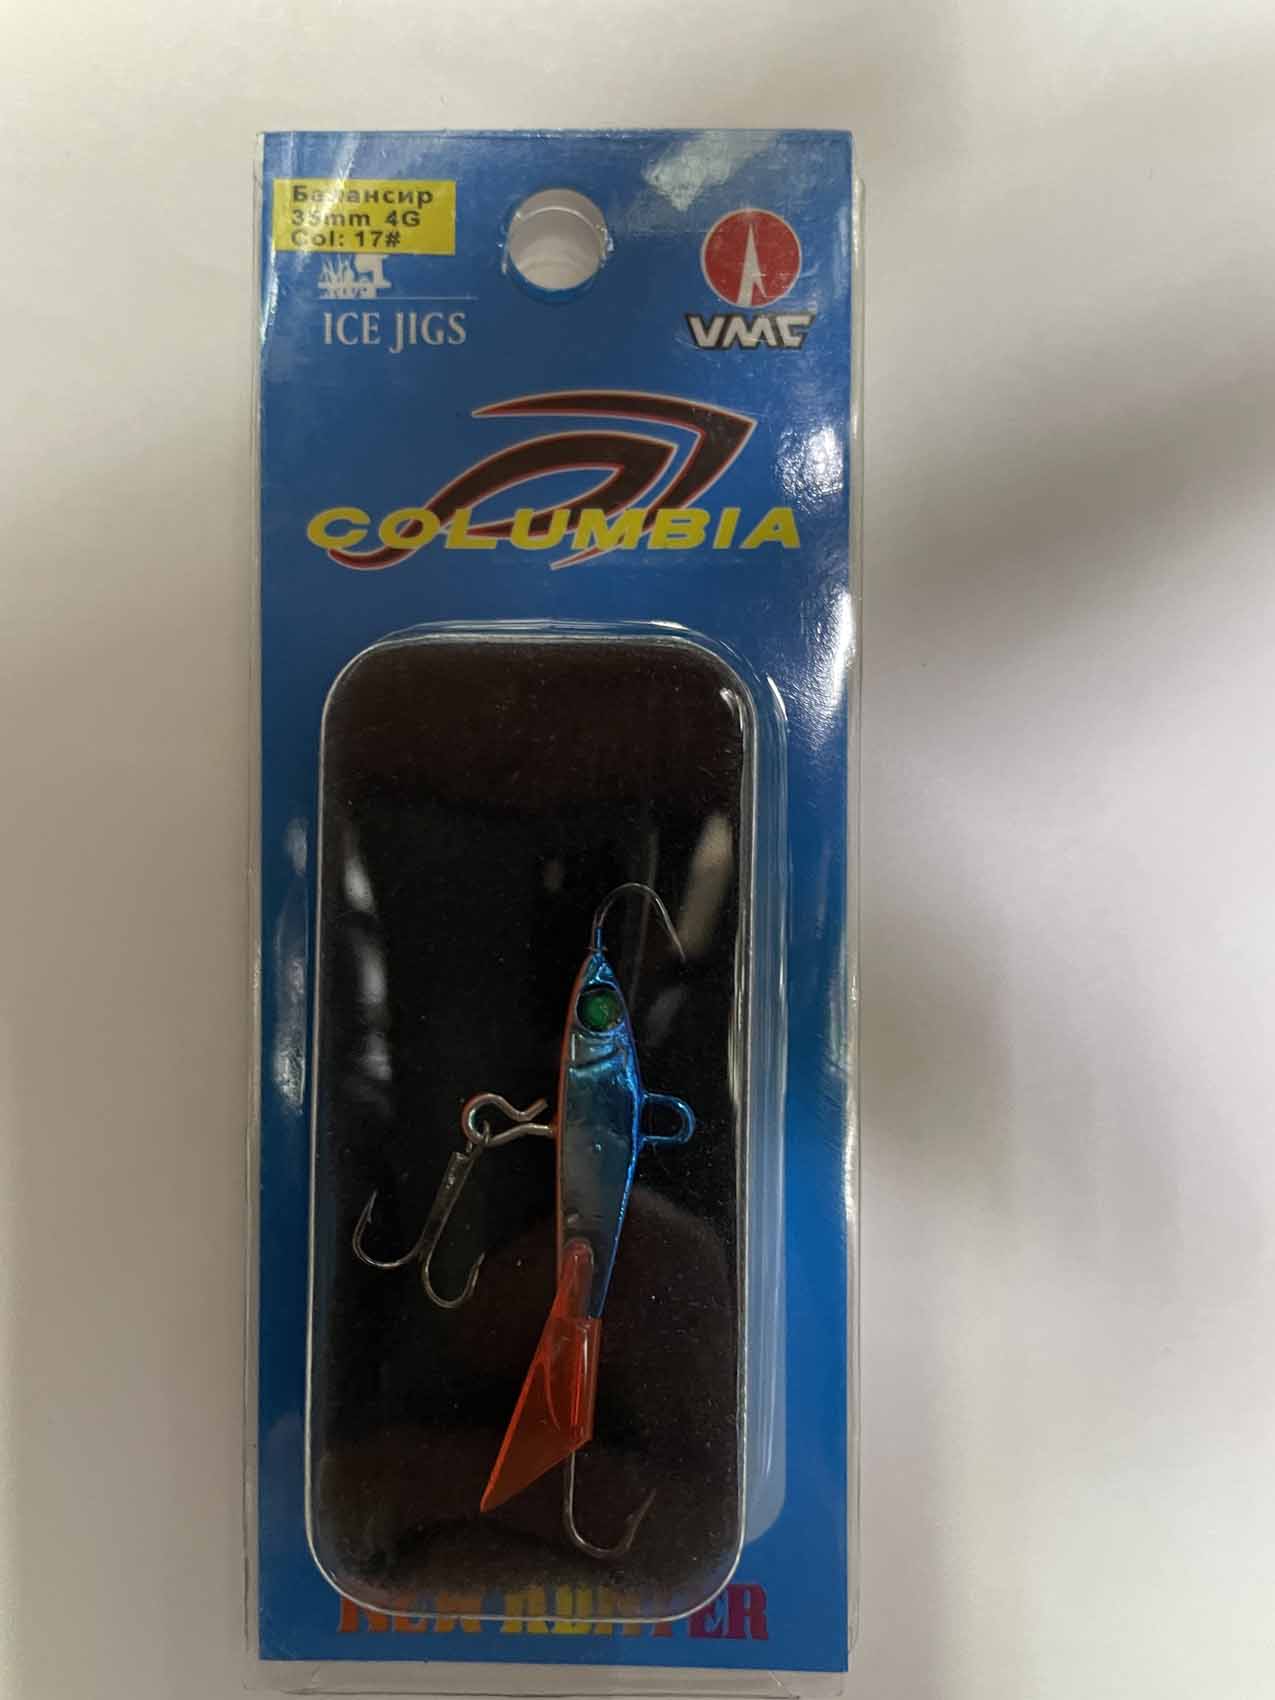 Балансир
35mm 4G
Col: 17#
ICE JIGS
VMC
COLUMBIA
NEW HUNTER